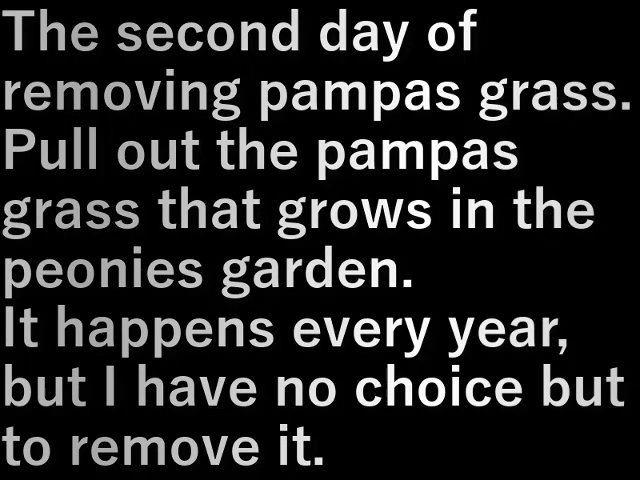 The second day of
removing pampas grass.
Pull out the pampas
grass that grows in the
peonies garden.
It happens every year,
but I have no choice but
to remove it.